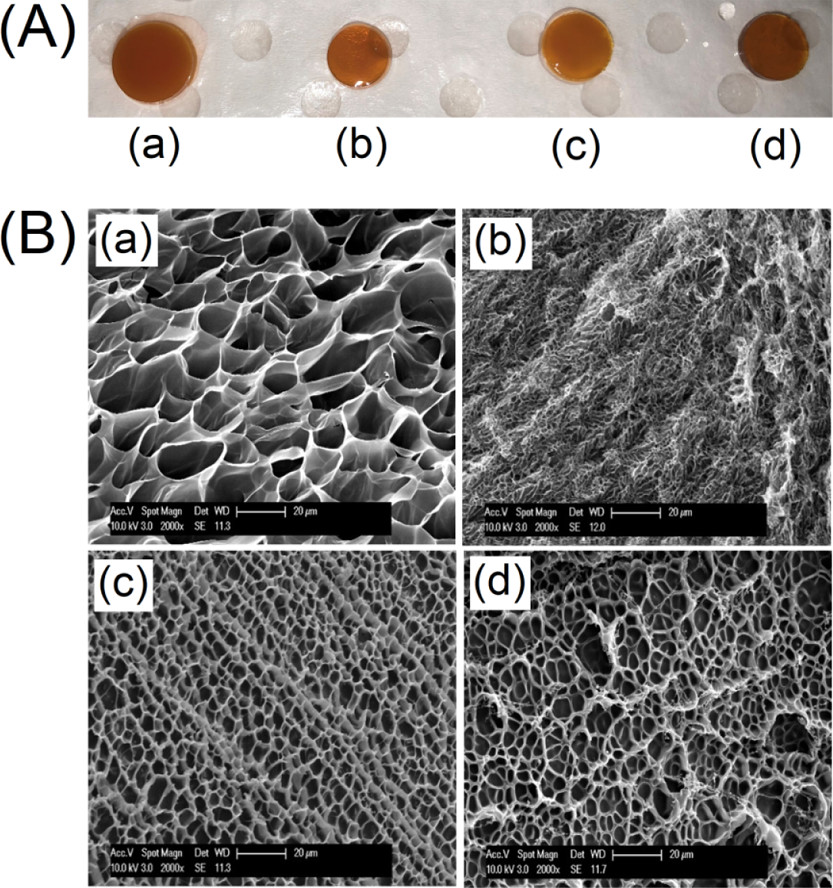 (A)
(a) (b) (c) (d)
(B)
(a)
Acc.V Spot Magn Det WD 20 µm
10.0 kV 3.0 2000x SE 11.3
(b)
Acc.V Spot Magn Det WD 20 µm
10.0 kV 3.0 2000x SE 12.0
(c)
Acc.V Spot Magn Det WD 20 µm
10.0 kV 3.0 2000x SE 11.3
(d)
Acc.V Spot Magn Det WD 20 µm
10.0 kV 3.0 2000x SE 11.7